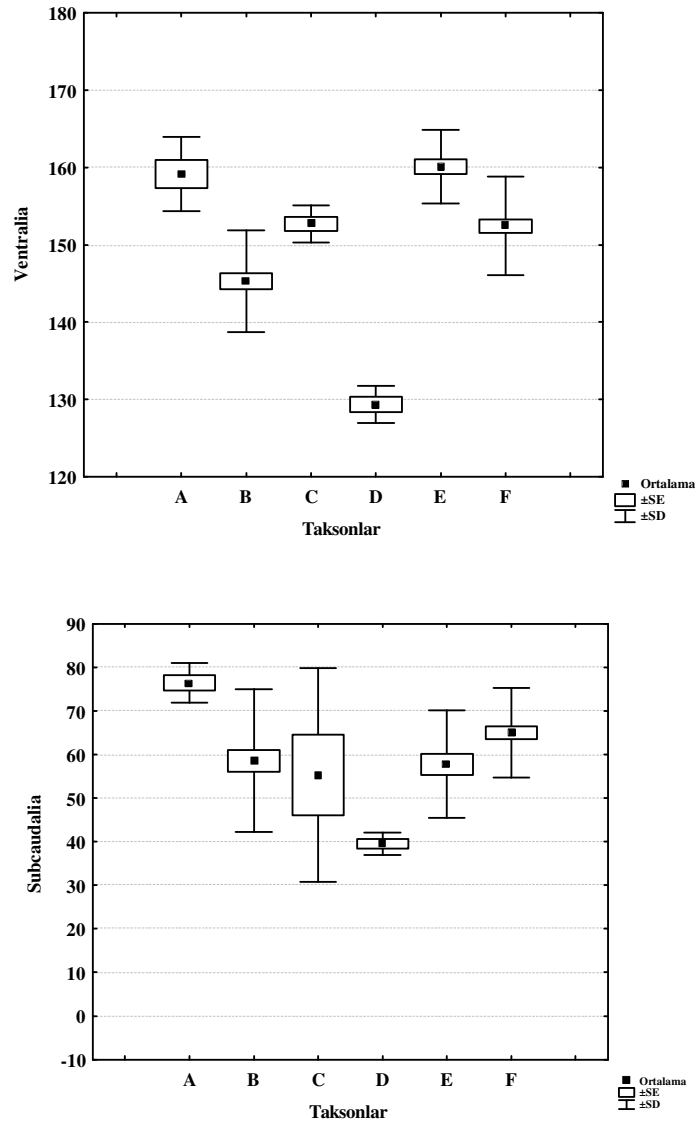 180
170
160
150
140
130
120
Ventralia
A B C D E F
Taksonlar
Ortalama
±SE
±SD
90
80
70
60
50
40
30
20
10
0
-10
Subcaudalia
A B C D E F
Taksonlar
Ortalama
±SE
±SD